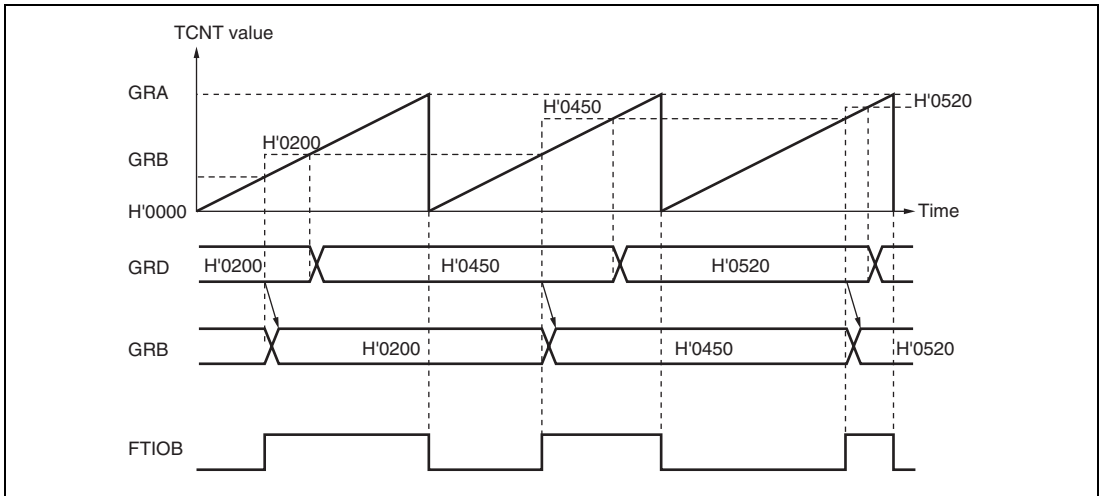 TCNT value
GRA
H'0520
H'0450
H'0200
GRB
H'0000
Time
GRD
H'0200
H'0450
H'0520
GRB
H'0200
H'0450
H'0520
FTIOB